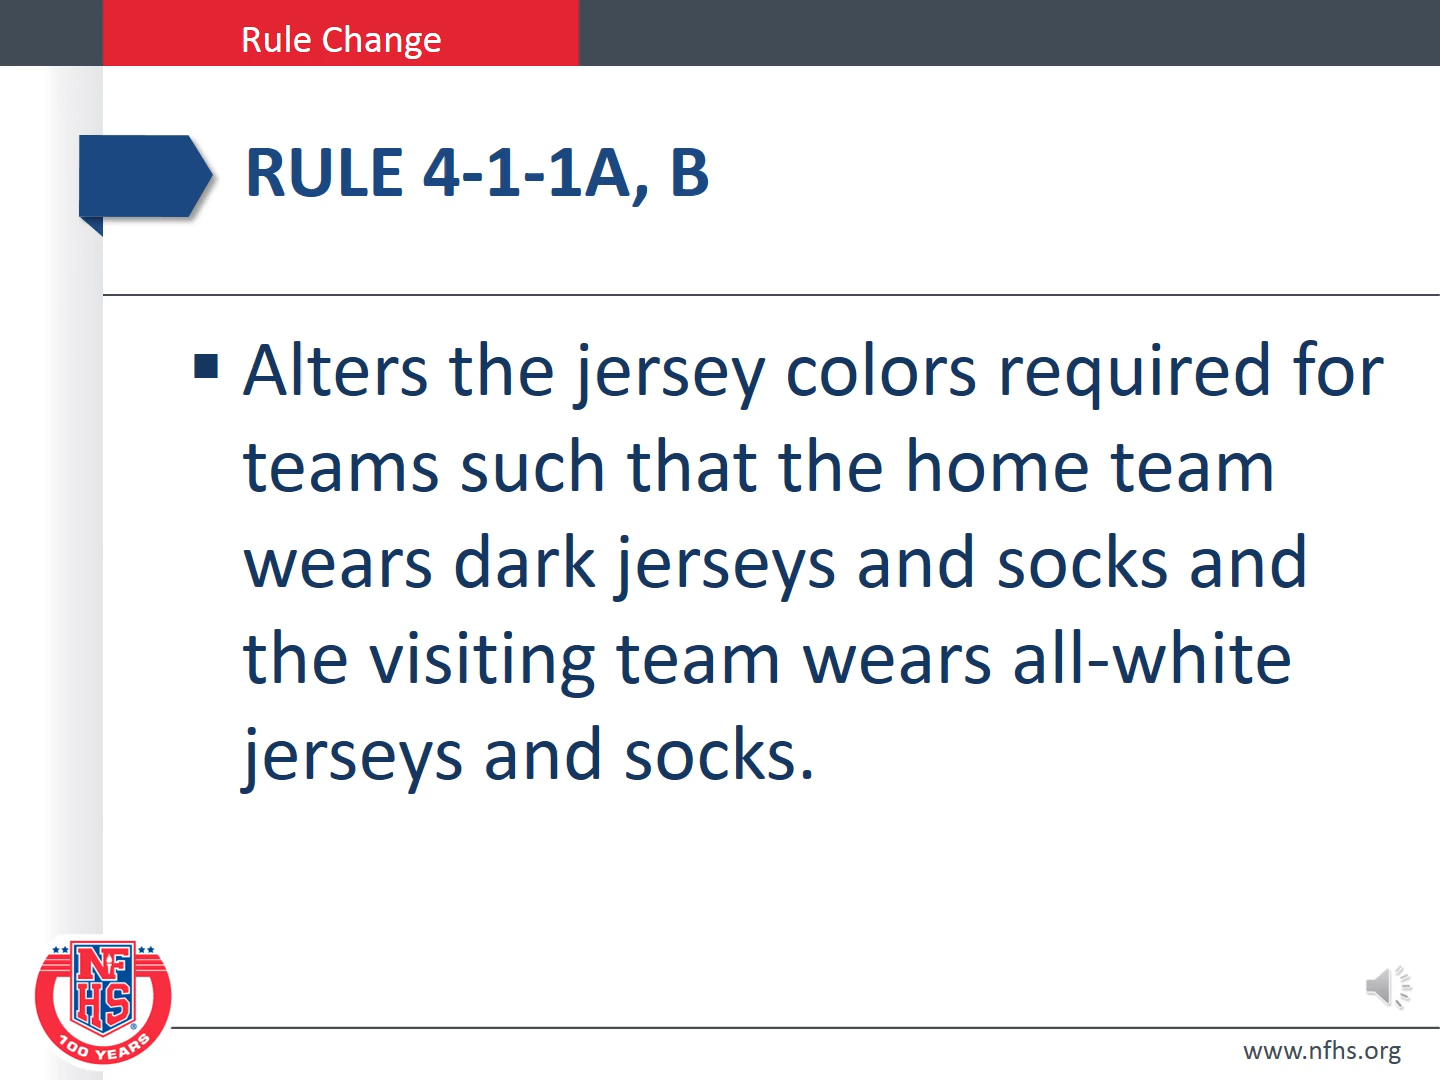 Rule Change
RULE 4-1-1A, B
▪ Alters the jersey colors required for
teams such that the home team
wears dark jerseys and socks and
the visiting team wears all-white
jerseys and socks.
NF
HS®
100 YEARS
www.nfhs.org